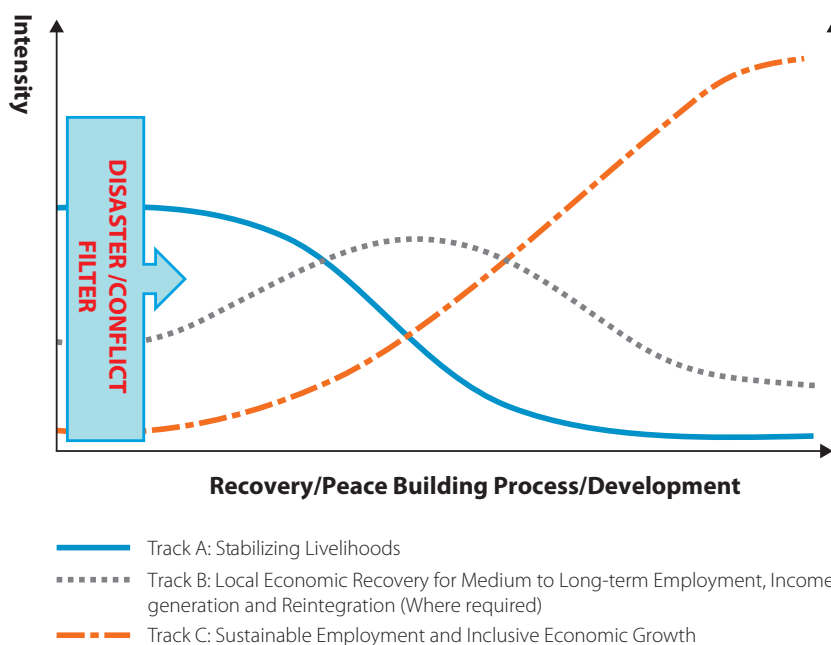 Intensity
DISASTER /CONFLICT
FILTER
Recovery/Peace Building Process/Development
Track A: Stabilizing Livelihoods
Track B: Local Economic Recovery for Medium to Long-term Employment, Income
generation and Reintegration (Where required)
Track C: Sustainable Employment and Inclusive Economic Growth